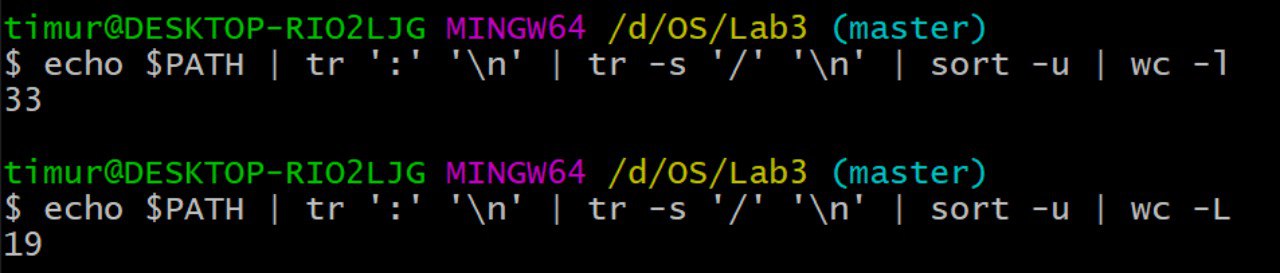 timur@DESKTOP-RIO2LJG MINGW64 /d/OS/Lab3 (master)
$ echo $PATH | tr ':' '\n' | tr -s '/' '\n' | sort -u | wc -l
33
timur@DESKTOP-RIO2LJG MINGW64 /d/OS/Lab3 (master)
$ echo $PATH | tr ':' '\n' | tr -s '/' '\n' | sort -u | wc -L
19